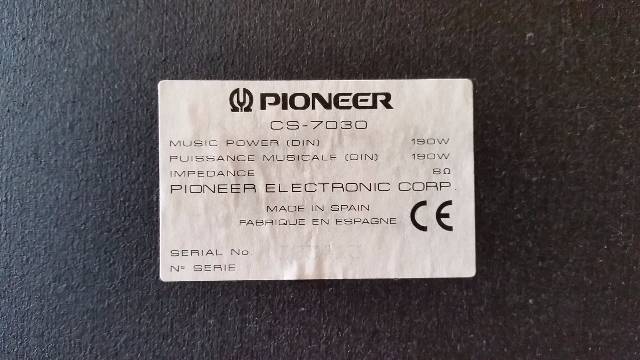 PIONEER
CS-7030
MUSIC POWER (DIN) 190W
PUISSANCE MUSICALE (DIN) 190W
IMPEDANCE 8Ω
PIONEER ELECTRONIC CORP.
MADE IN SPAIN
FABRIQUE EN ESPAGNE
CE
SERIAL No.
Nº SERIE